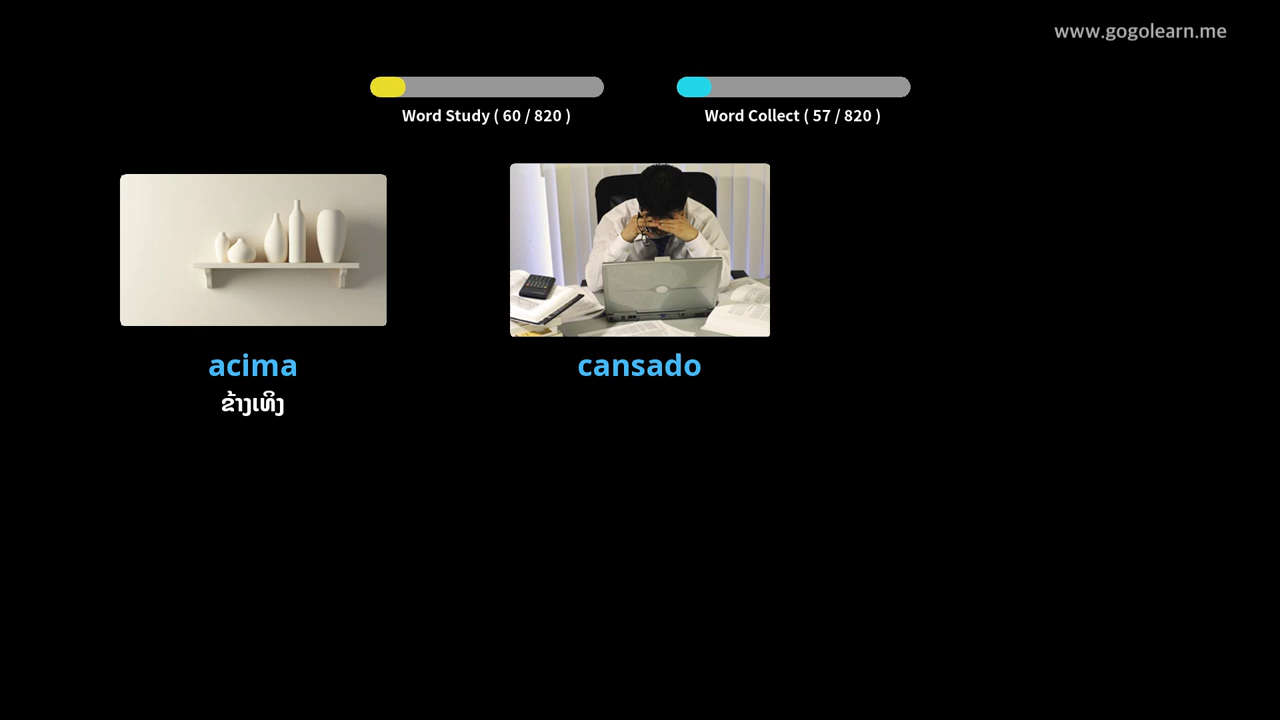 www.gogolearn.me
Word Study ( 60 / 820 )
Word Collect ( 57 / 820 )
acima
ຂ້າງເທິງ
cansado